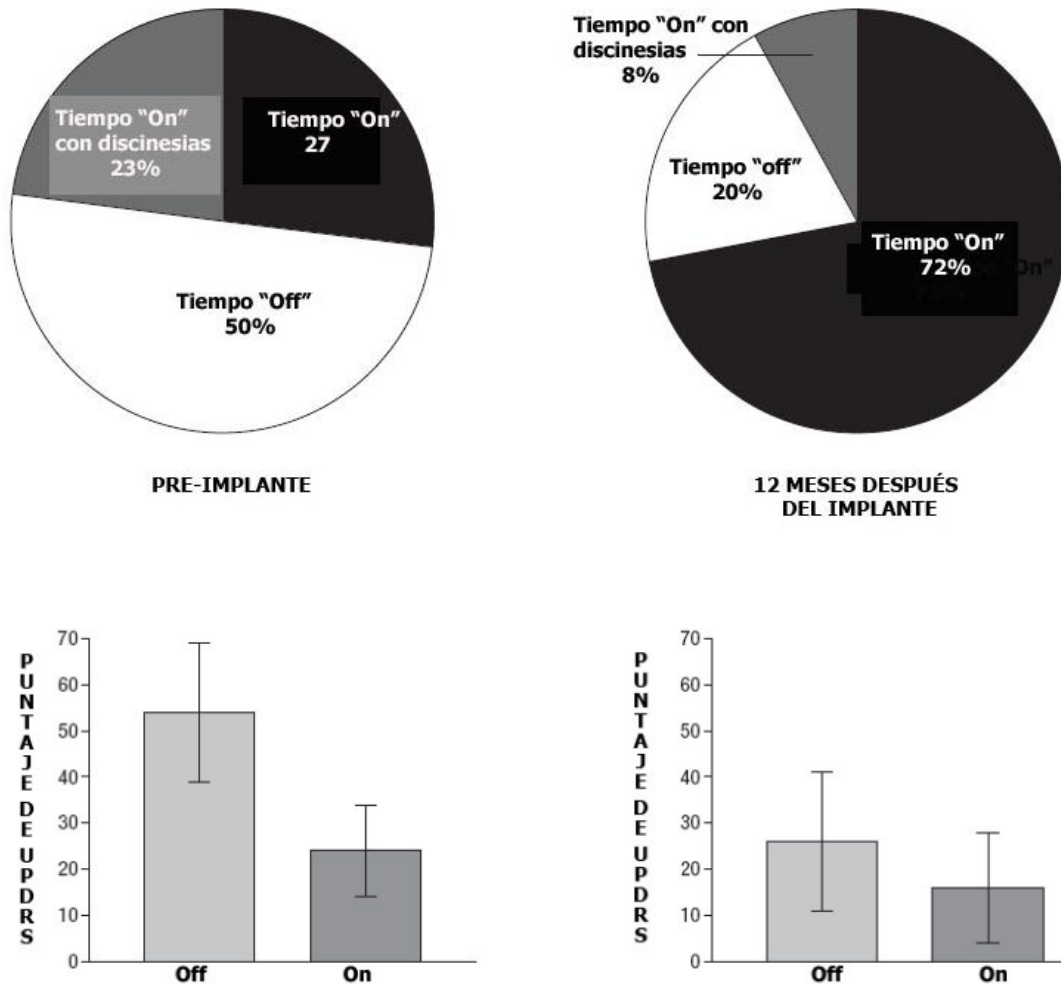 Tiempo “On”
con discinesias
23%
Tiempo “On”
27
Tiempo “Off”
50%
PRE-IMPLANTE
Tiempo “On” con
discinesias
8%
Tiempo “off”
20%
Tiempo “On”
72%
12 MESES DESPUÉS
DEL IMPLANTE
PUNTAJE DE UPDRS
70
60
50
40
30
20
10
0
Off
On
PUNTAJE DE UPDRS
70
60
50
40
30
20
10
0
Off
On